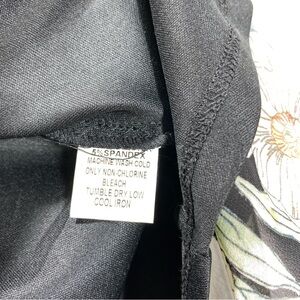 5%SPANDEX
MACHINE WASH COLD
ONLY NON-CHLORINE
BLEACH
TUMBLE DRY LOW
COOL IRON